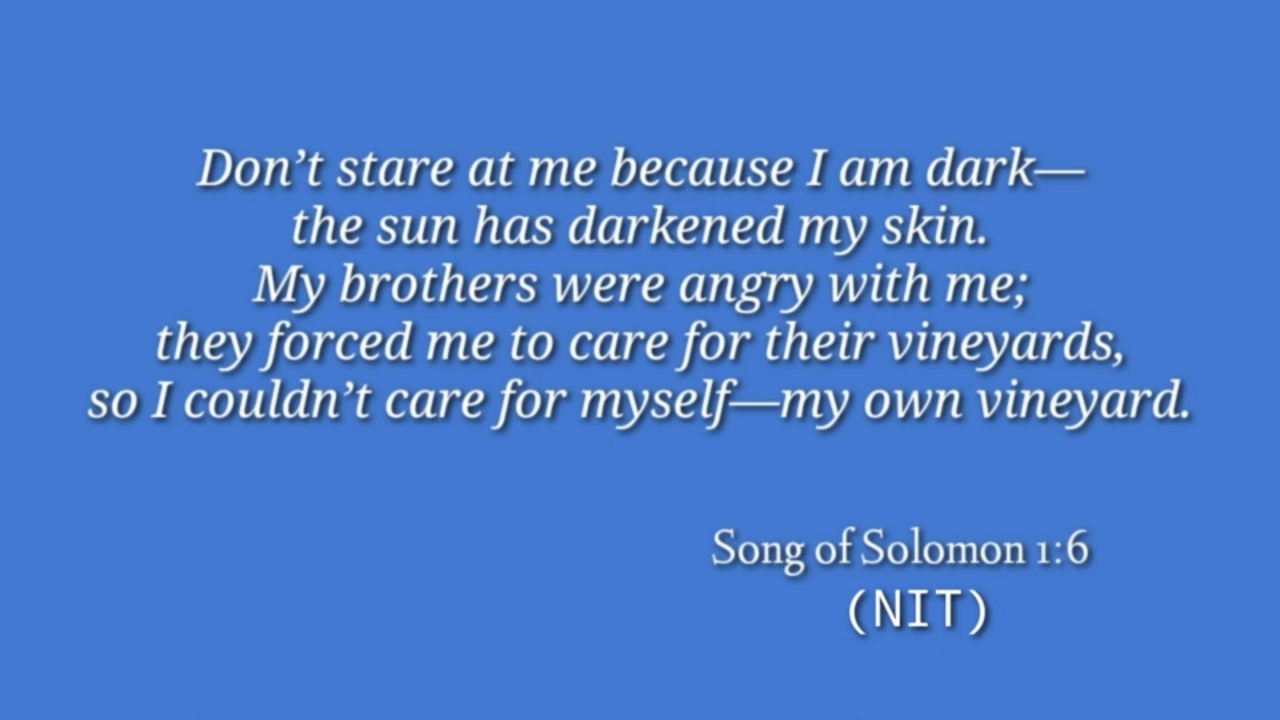 Don’t stare at me because I am dark—
the sun has darkened my skin.
My brothers were angry with me;
they forced me to care for their vineyards,
so I couldn’t care for myself—my own vineyard.
Song of Solomon 1:6
(NIT)